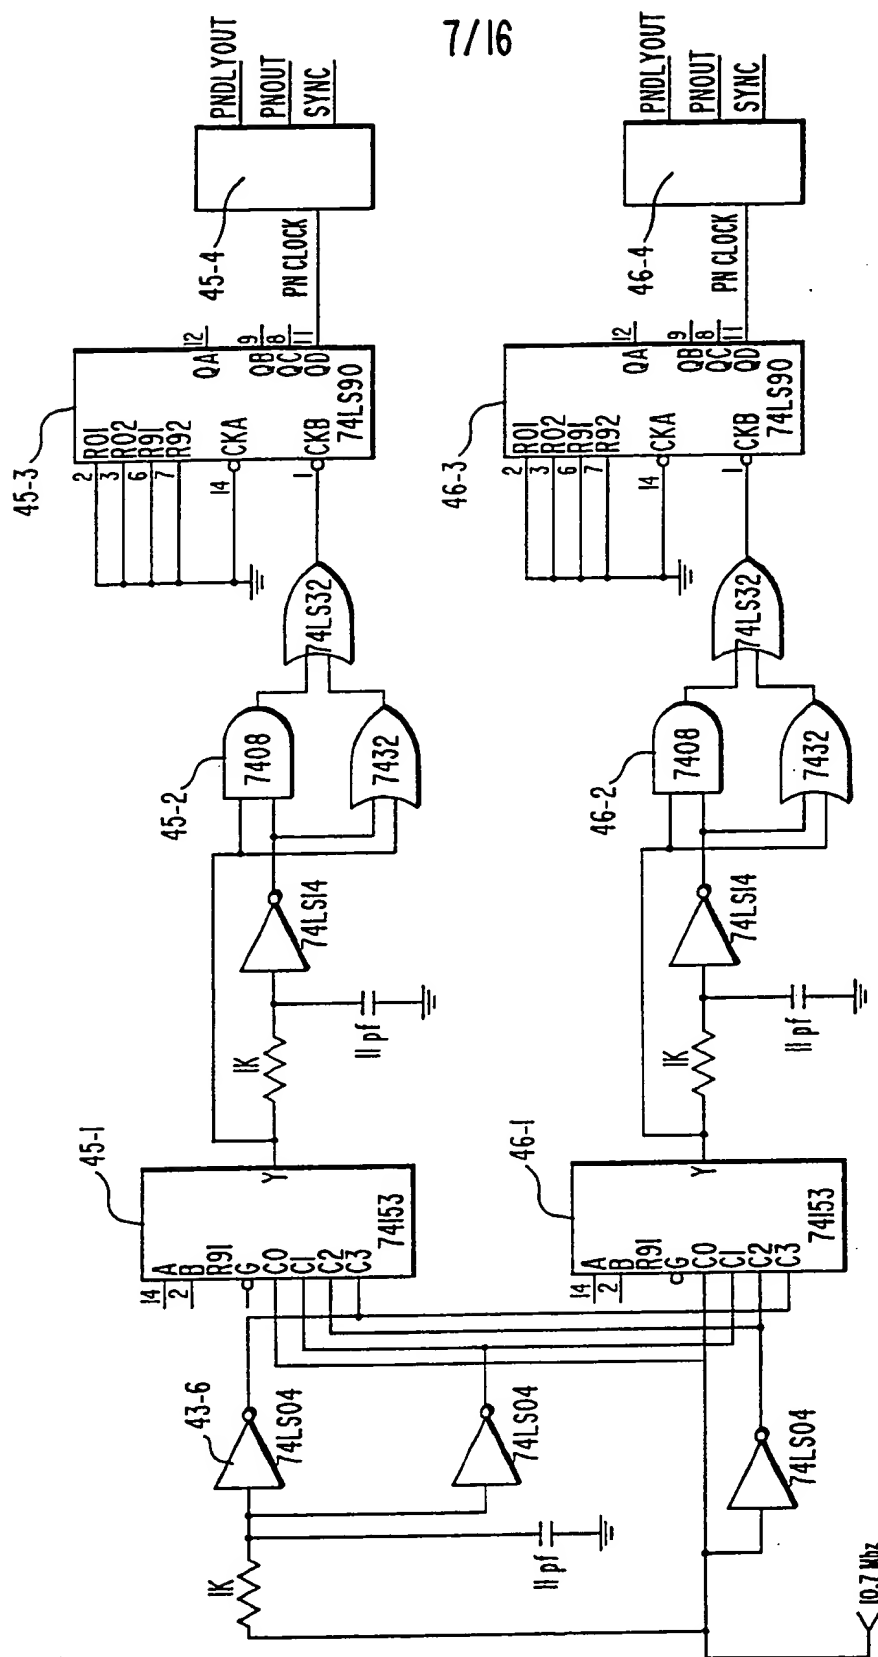 7/16
10.7 Mhz
1K
11 pf
43-6
74LS04
74LS04
74LS04
45-1
14
A
2
B
R91
G
C0
C1
C2
C3
Y
74153
1K
11 pf
74LS14
45-2
7408
7432
74LS32
45-3
2
R01
3
R02
6
R91
7
R92
14
CKA
1
CKB
QA
12
QB
9
QC
8
QD
11
74LS90
PN CLOCK
45-4
PNDLYOUT
PNOUT
SYNC
46-1
14
A
2
B
R91
G
C0
C1
C2
C3
Y
74153
1K
11 pf
74LS14
46-2
7408
7432
74LS32
46-3
2
R01
3
R02
6
R91
7
R92
14
CKA
1
CKB
QA
12
QB
9
QC
8
QD
11
74LS90
PN CLOCK
46-4
PNDLYOUT
PNOUT
SYNC